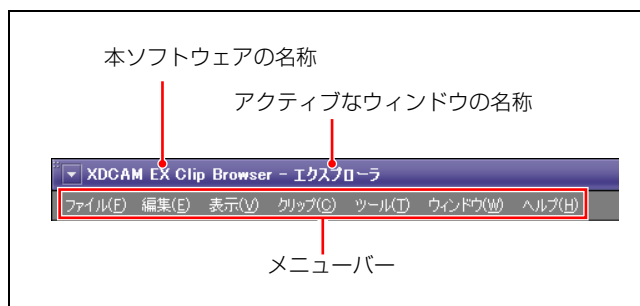 本ソフトウェアの名称
アクティブなウィンドウの名称
XDCAM EX Clip Browser - エクスプローラ
ファイル(F) 編集(E) 表示(V) クリップ(C) ツール(T) ウィンドウ(W) ヘルプ(H)
メニューバー